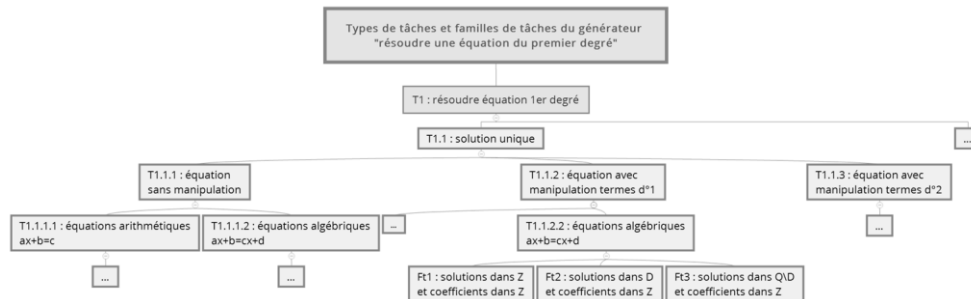 Types de tâches et familles de tâches du générateur
"résoudre une équation du premier degré"
T1 : résoudre équation 1er degré
T1.1 : solution unique
...
T1.1.1 : équation
sans manipulation
T1.1.2 : équation avec
manipulation termes d°1
T1.1.3 : équation avec
manipulation termes d°2
T1.1.1.1 : équations arithmétiques
ax+b=c
T1.1.1.2 : équations algébriques
ax+b=cx+d
...
T1.1.2.2 : équations algébriques
ax+b=cx+d
...
...
...
Ft1 : solutions dans Z
et coefficients dans Z
Ft2 : solutions dans D
et coefficients dans Z
Ft3 : solutions dans Q\D
et coefficients dans Z